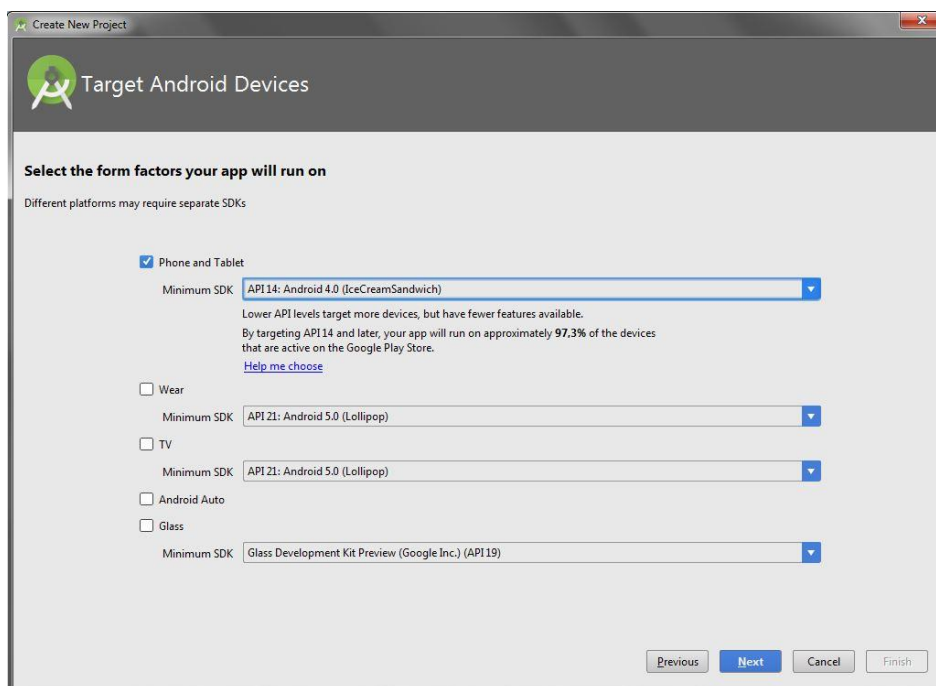 Create New Project
Target Android Devices
Select the form factors your app will run on
Different platforms may require separate SDKs
Phone and Tablet
Minimum SDK API 14: Android 4.0 (IceCreamSandwich)
Lower API levels target more devices, but have fewer features available.
By targeting API 14 and later, your app will run on approximately 97,3% of the devices
that are active on the Google Play Store.
Help me choose
Wear
Minimum SDK API 21: Android 5.0 (Lollipop)
TV
Minimum SDK API 21: Android 5.0 (Lollipop)
Android Auto
Glass
Minimum SDK Glass Development Kit Preview (Google Inc.) (API 19)
Previous Next Cancel Finish